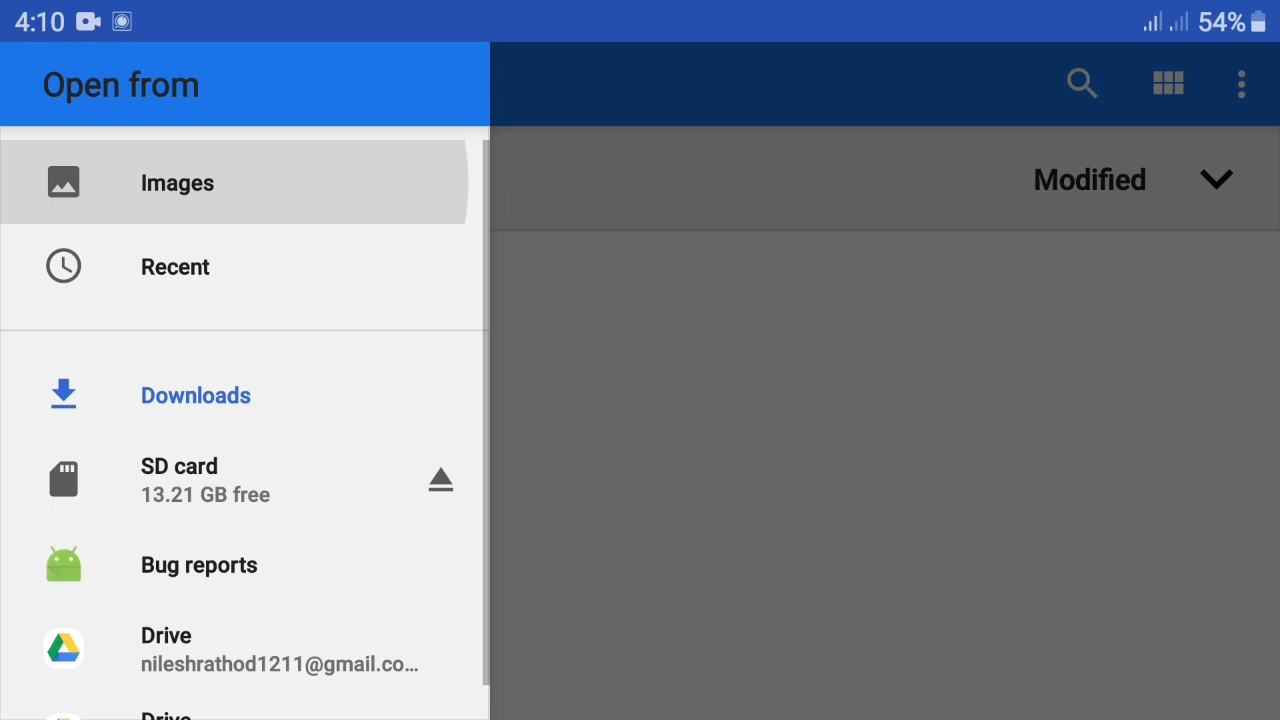 4:10
54%
Open from
Images
Modified
Recent
Downloads
SD card
13.21 GB free
Bug reports
Drive
nileshrathod1211@gmail.co...
Drive